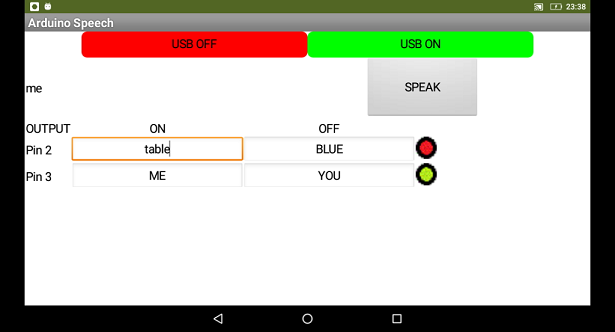 23:38
Arduino Speech
USB OFF USB ON
me SPEAK
OUTPUT ON OFF
Pin 2 table BLUE
Pin 3 ME YOU